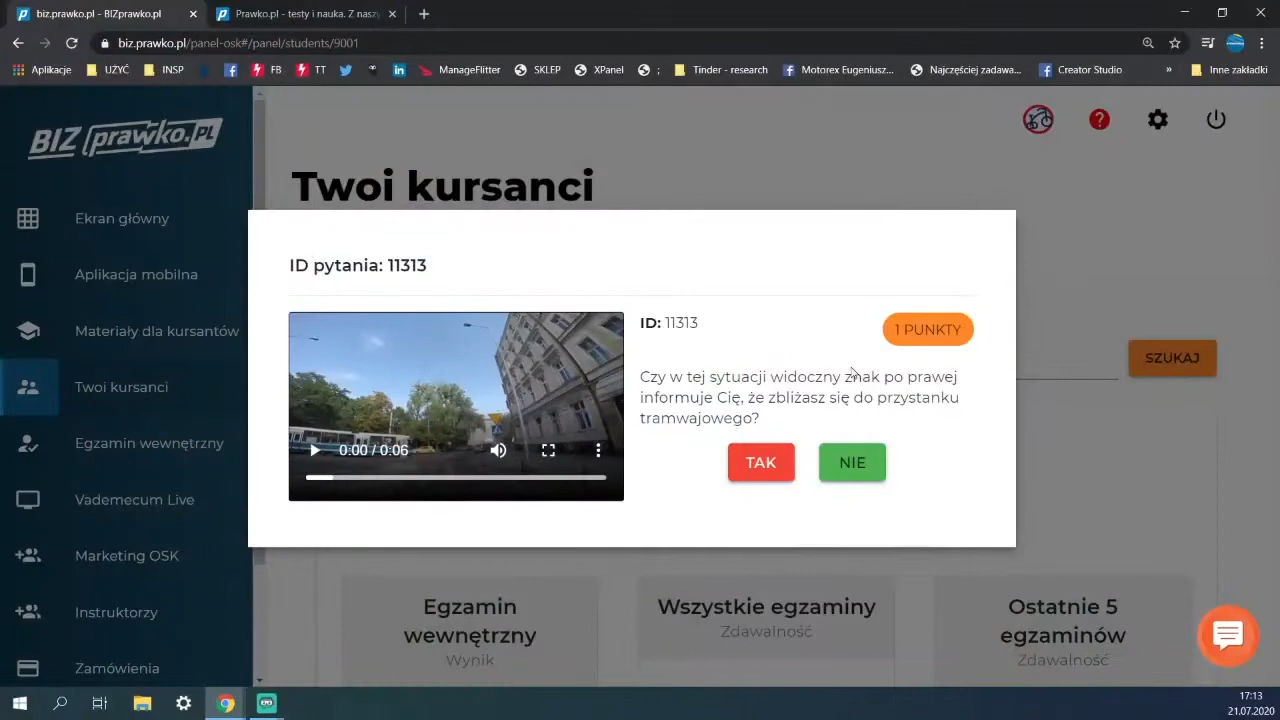 biz.prawko.pl - BIZprawko.pl
Prawko.pl - testy i nauka. Z nasz
biz.prawko.pl/panel-osk#/panel/students/9001
Aplikacje
UŻYĆ
INSP
FB
TT
ManageFlitter
SKLEP
XPanel
;
Tinder - research
Motorex Eugeniusz...
Najczęściej zadawa...
Creator Studio
»
Inne zakładki
BIZ prawko.PL
Ekran główny
Aplikacja mobilna
Materiały dla kursantów
Twoi kursanci
Egzamin wewnętrzny
Vademecum Live
Marketing OSK
Instruktorzy
Zamówienia
Twoi kursanci
SZUKAJ
ID pytania: 11313
0:00 / 0:06
ID: 11313
1 PUNKTY
Czy w tej sytuacji widoczny znak po prawej
informuje Cię, że zbliżasz się do przystanku
tramwajowego?
TAK
NIE
Egzamin
wewnętrzny
Wynik
Wszystkie egzaminy
Zdawalność
Ostatnie 5
egzaminów
Zdawalność
17:13
21.07.2020